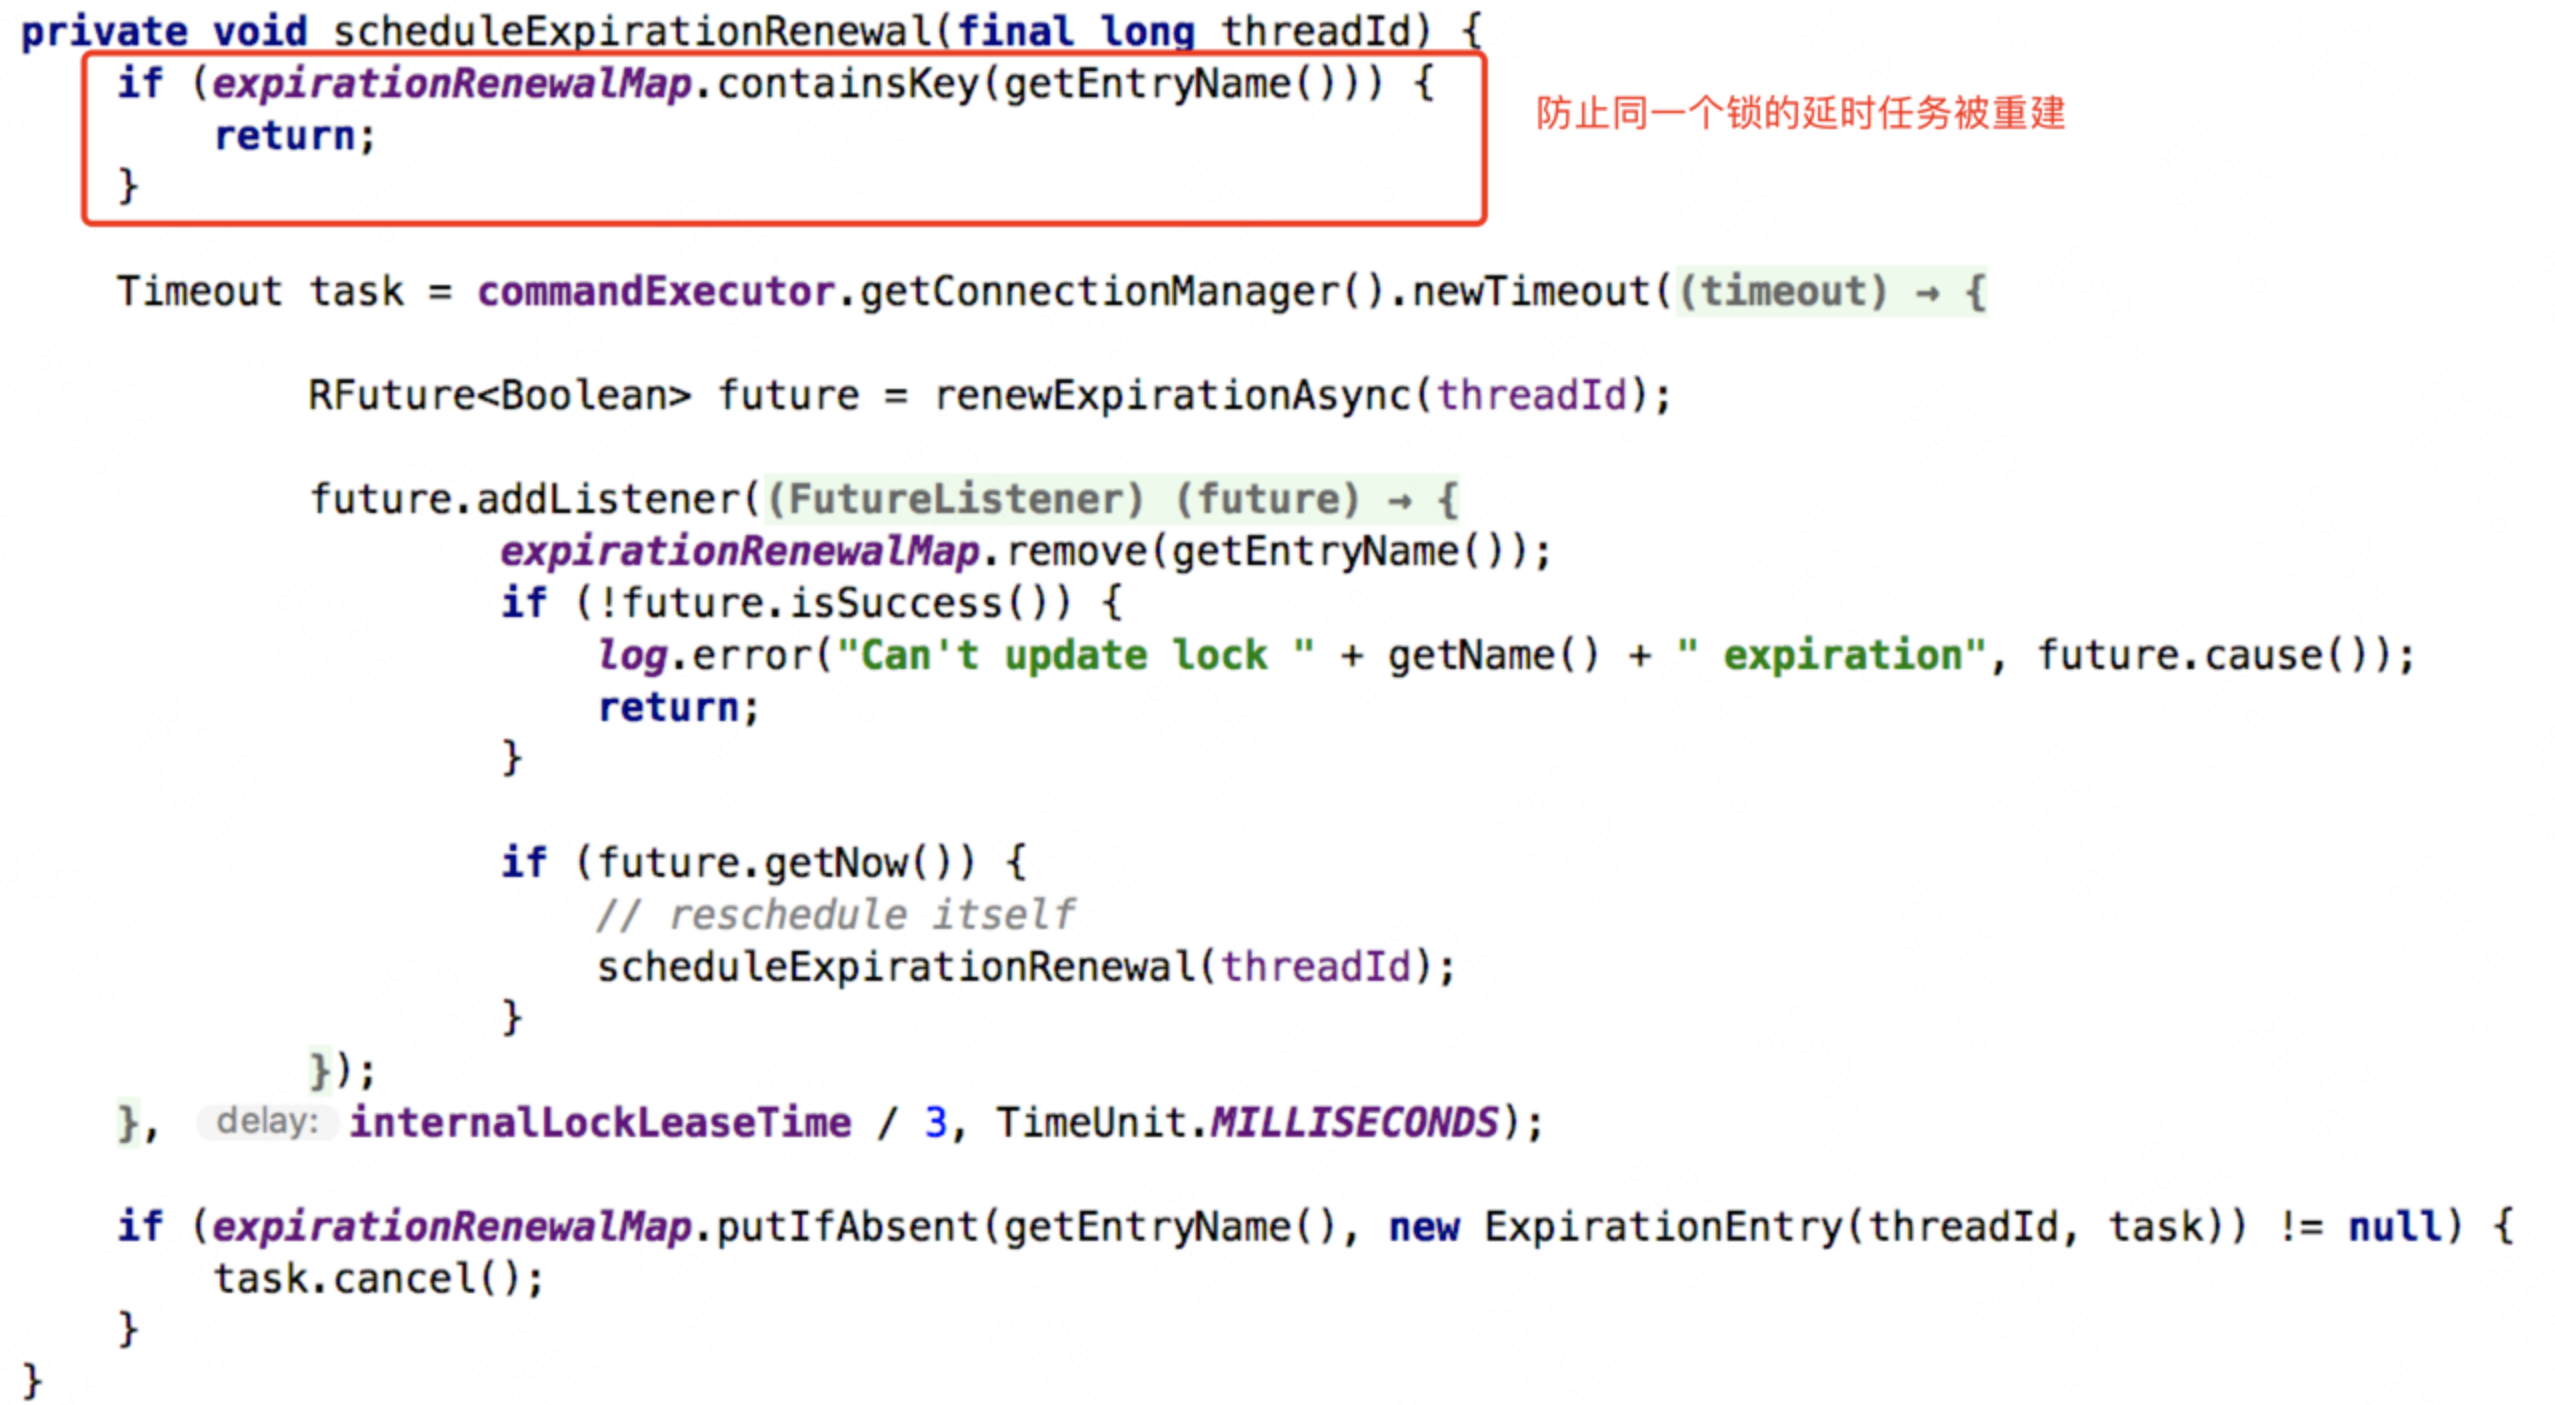 private void scheduleExpirationRenewal(final long threadId) {
if (expirationRenewalMap.containsKey(getEntryName())) {
return;
}
防止同一个锁的延时任务被重建
Timeout task = commandExecutor.getConnectionManager().newTimeout((timeout) → {
RFuture<Boolean> future = renewExpirationAsync(threadId);
future.addListener((FutureListener) (future) → {
expirationRenewalMap.remove(getEntryName());
if (!future.isSuccess()) {
log.error("Can't update lock " + getName() + " expiration", future.cause());
return;
}
if (future.getNow()) {
// reschedule itself
scheduleExpirationRenewal(threadId);
}
});
}, delay: internalLockLeaseTime / 3, TimeUnit.MILLISECONDS);
if (expirationRenewalMap.putIfAbsent(getEntryName(), new ExpirationEntry(threadId, task)) != null) {
task.cancel();
}
}